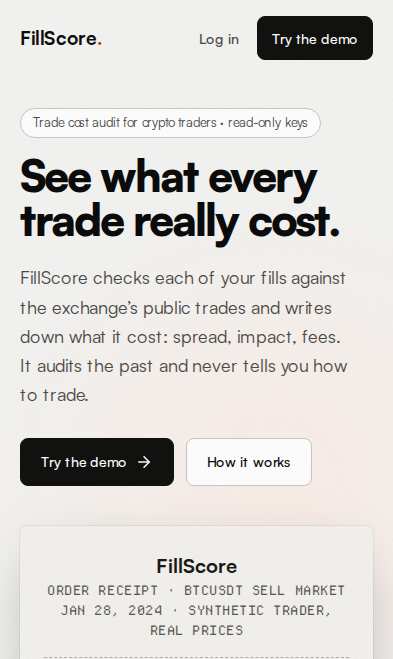 FillScore.
Log in
Try the demo
Trade cost audit for crypto traders · read-only keys
See what every
trade really cost.
FillScore checks each of your fills against
the exchange’s public trades and writes
down what it cost: spread, impact, fees.
It audits the past and never tells you how
to trade.
Try the demo →
How it works
FillScore
ORDER RECEIPT · BTCUSDT SELL MARKET
JAN 28, 2024 · SYNTHETIC TRADER,
REAL PRICES